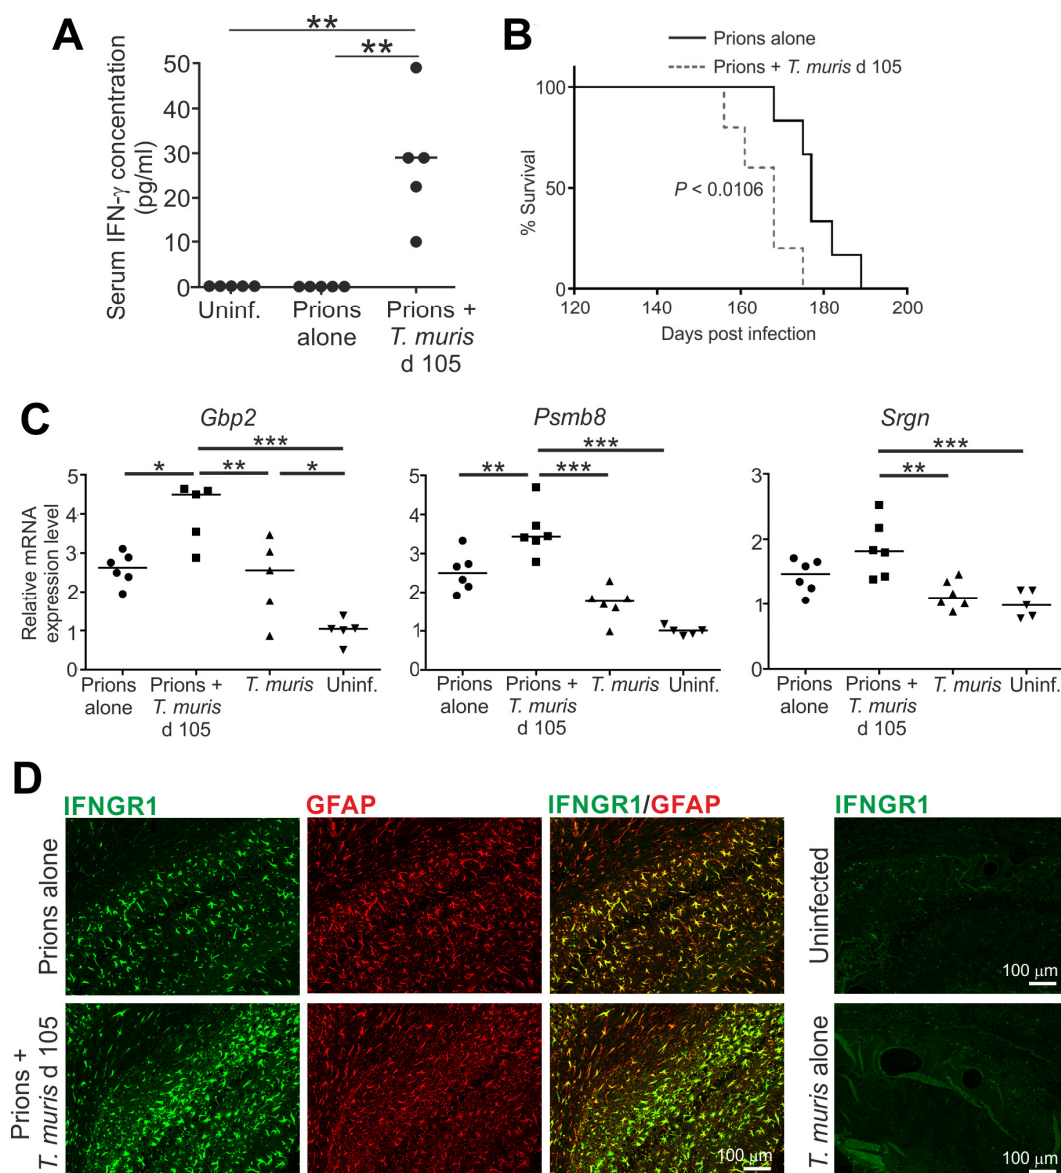 A
**
**
Serum IFN-γ concentration
(pg/ml)
50
40
30
20
10
0
Uninf.
Prions
alone
Prions +
T. muris
d 105
B
Prions alone
Prions + T. muris d 105
% Survival
100
50
0
P < 0.0106
120
140
160
180
200
Days post infection
C
Gbp2
***
*
**
*
Relative mRNA
expression level
5
4
3
2
1
0
Prions
alone
Prions +
T. muris
d 105
T. muris
Uninf.
Psmb8
***
**
***
5
4
3
2
1
0
Prions
alone
Prions +
T. muris
d 105
T. muris
Uninf.
Srgn
***
**
3
2
1
0
Prions
alone
Prions +
T. muris
d 105
T. muris
Uninf.
D
IFNGR1
GFAP
IFNGR1/GFAP
IFNGR1
Prions alone
Uninfected
100 μm
Prions +
T. muris d 105
100 μm
T. muris alone
100 μm